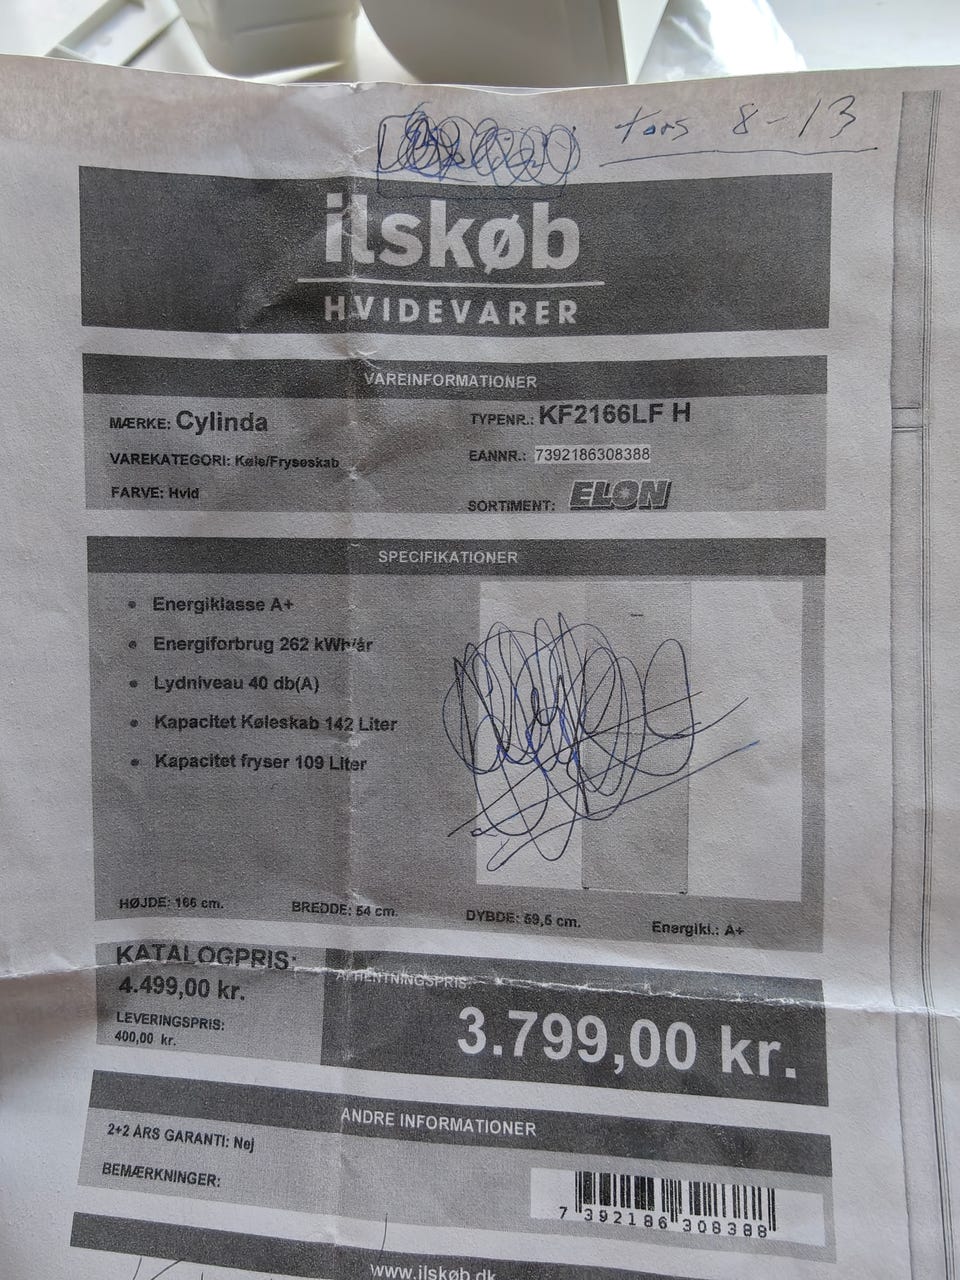 tors 8-13
ilskøb
HVIDEVARER
VAREINFORMATIONER
MÆRKE: Cylinda
TYPENR.: KF2166LF H
VAREKATEGORI: Køle/Fryseskab
EANNR.: 7392186308388
FARVE: Hvid
SORTIMENT: ELON
SPECIFIKATIONER
• Energiklasse A+
• Energiforbrug 262 kWh/år
• Lydniveau 40 db(A)
• Kapacitet Køleskab 142 Liter
• Kapacitet fryser 109 Liter
HØJDE: 166 cm. BREDDE: 54 cm. DYBDE: 59,5 cm. Energikl.: A+
KATALOGPRIS:
4.499,00 kr.
LEVERINGSPRIS:
400,00 kr.
AFHENTNINGSPRIS:
3.799,00 kr.
ANDRE INFORMATIONER
2+2 ÅRS GARANTI: Nej
BEMÆRKNINGER:
7 392186 308388
www.ilskøb.dk